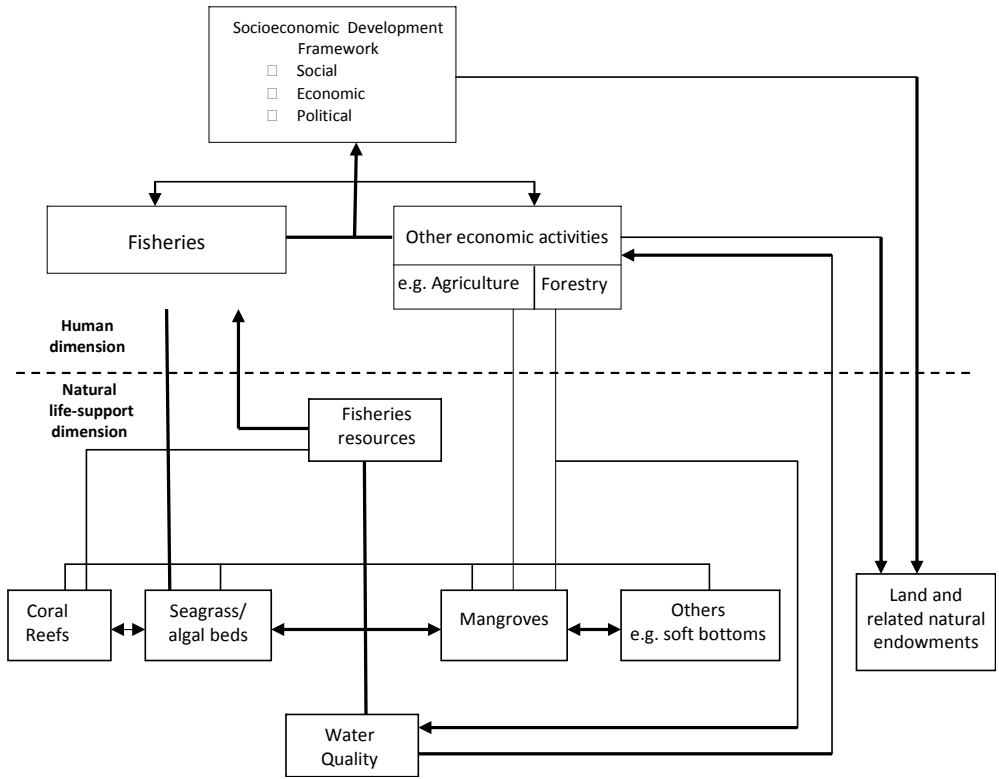 Socioeconomic Development
Framework
□ Social
□ Economic
□ Political
Fisheries
Other economic activities
e.g. Agriculture
Forestry
Human
dimension
Natural
life-support
dimension
Fisheries
resources
Coral
Reefs
Seagrass/
algal beds
Mangroves
Others
e.g. soft bottoms
Land and
related natural
endowments
Water
Quality